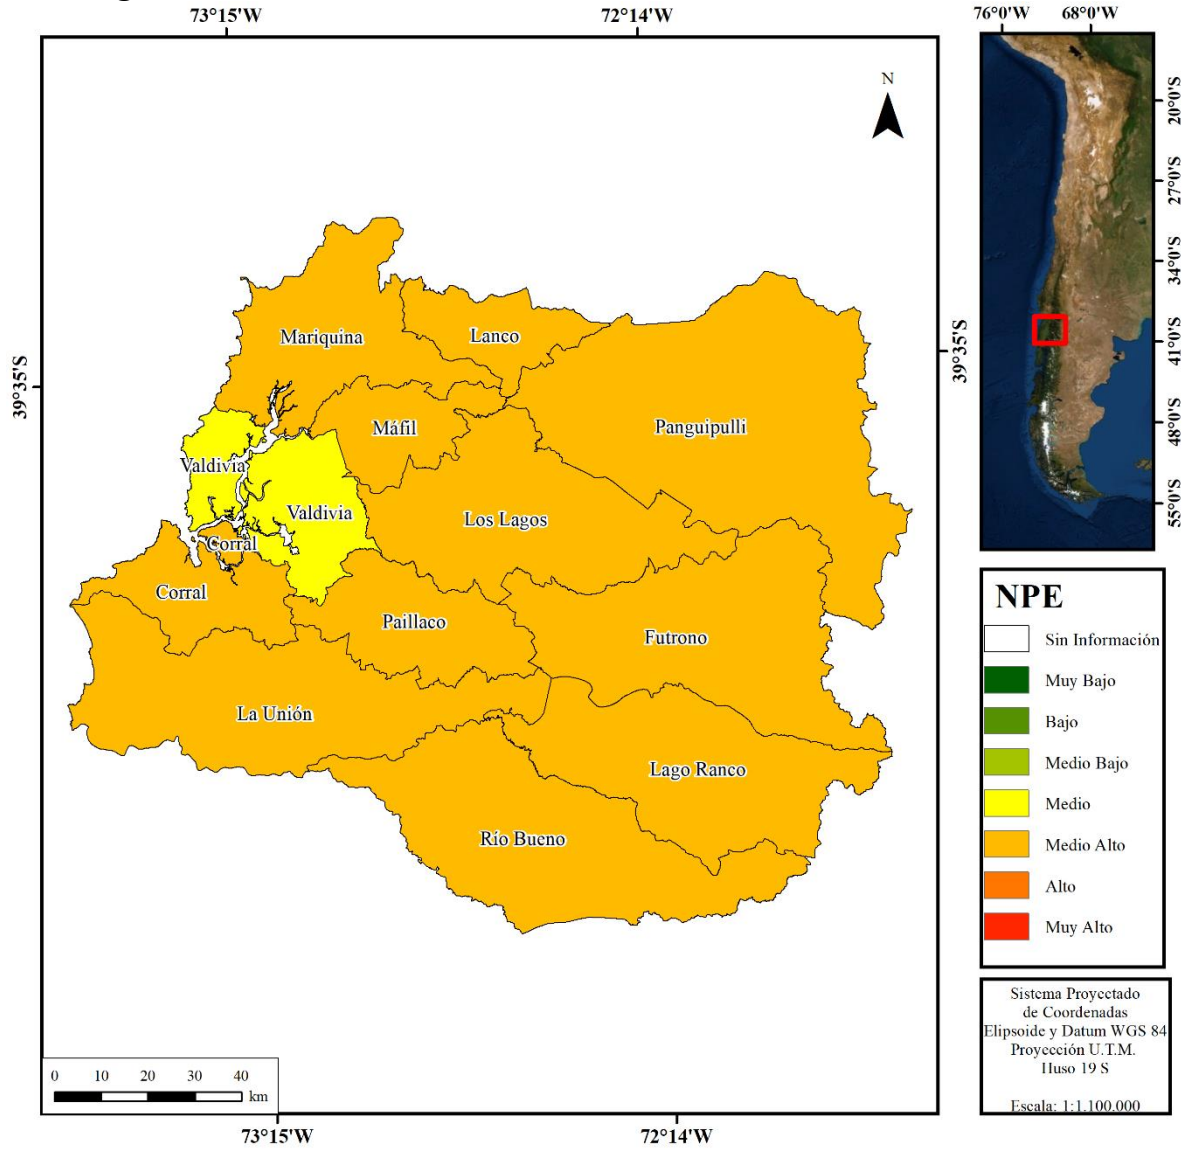 73°15'W
72°14'W
76°0'W
68°0'W
N
20°0'S
27°0'S
34°0'S
41°0'S
48°0'S
55°0'S
39°35'S
39°35'S
Mariquina
Lanco
Máfil
Panguipulli
Valdivia
Valdivia
Los Lagos
Corral
Corral
Paillaco
Futrono
La Unión
Lago Ranco
Río Bueno
NPE
Sin Información
Muy Bajo
Bajo
Medio Bajo
Medio
Medio Alto
Alto
Muy Alto
Sistema Proyectado
de Coordenadas
Elipsoide y Datum WGS 84
Proyección U.T.M.
Huso 19 S
Escala: 1:1.100.000
0 10 20 30 40
km
73°15'W
72°14'W